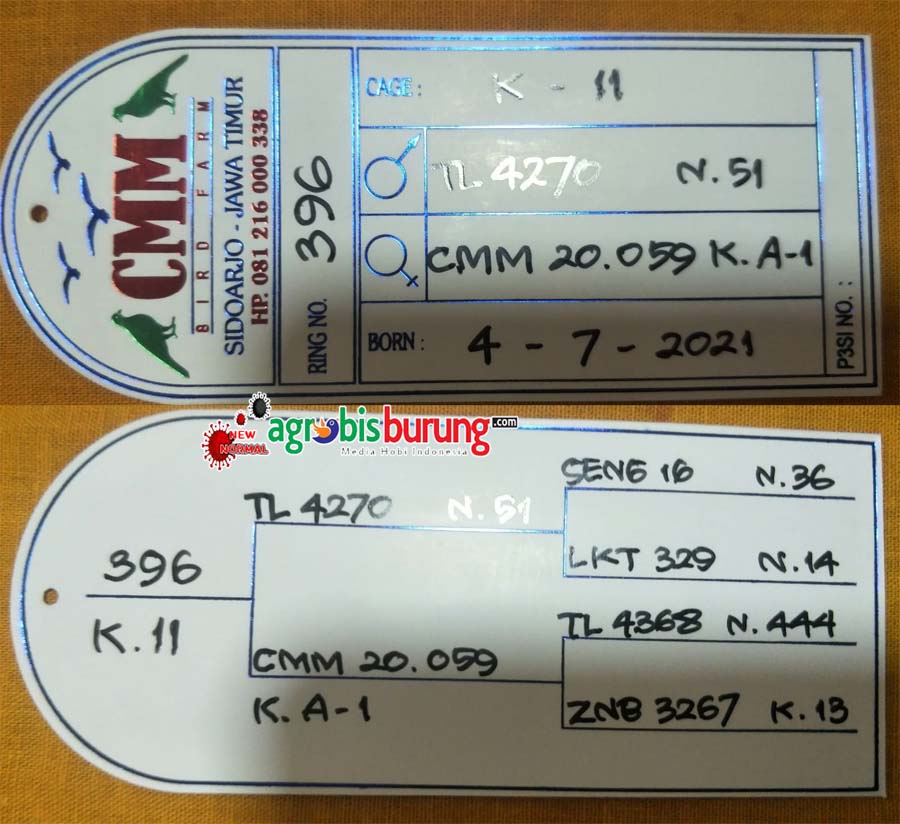 CMM
BIRD FARM
SIDOARJO - JAWA TIMUR
HP. 081 216 000 338
RING NO. 396
CAGE : K - 11
♂ TL 4270 N. 51
♀ CMM 20.059 K. A-1
BORN : 4 - 7 - 2021
P3SI NO. :
NEW NORMAL
agrobisburung.com
Media Hobi Indonesia
396
K. 11
TL 4270 N. 51
CMM 20.059
K. A-1
SENG 16 N. 36
LKT 329 N. 14
TL 4368 N. 444
ZNB 3267 K. 13